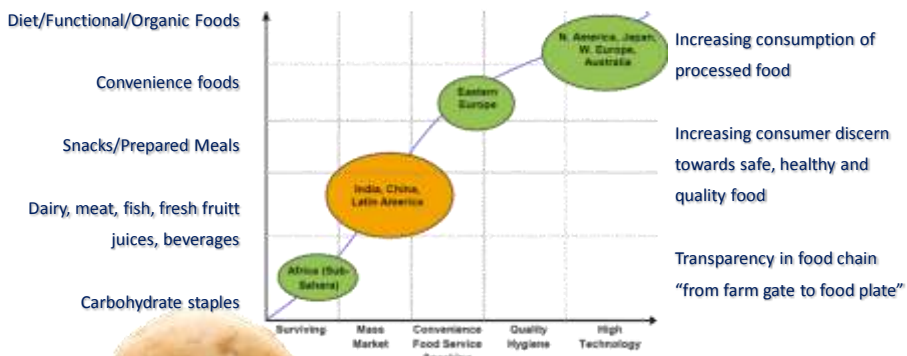 Diet/Functional/Organic Foods
Convenience foods
Snacks/Prepared Meals
Dairy, meat, fish, fresh fruitt
juices, beverages
Carbohydrate staples
N. America, Japan,
W. Europe,
Australia
Eastern
Europe
India, China,
Latin America
Africa (Sub-
Sahara)
Surviving
Mass
Market
Convenience
Food Service
Quality
Hygiene
High
Technology
Increasing consumption of
processed food
Increasing consumer discern
towards safe, healthy and
quality food
Transparency in food chain
“from farm gate to food plate”